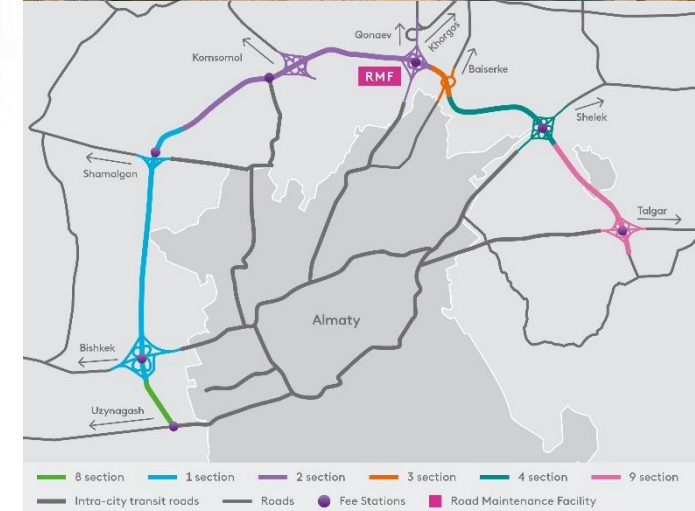 Qonaev
Khorgos
Komsomol
RMF
Baiserke
Shelek
Shamalgan
Talgar
Almaty
Bishkek
Uzynagash
8 section
1 section
2 section
3 section
4 section
9 section
Intra-city transit roads
Roads
Fee Stations
Road Maintenance Facility